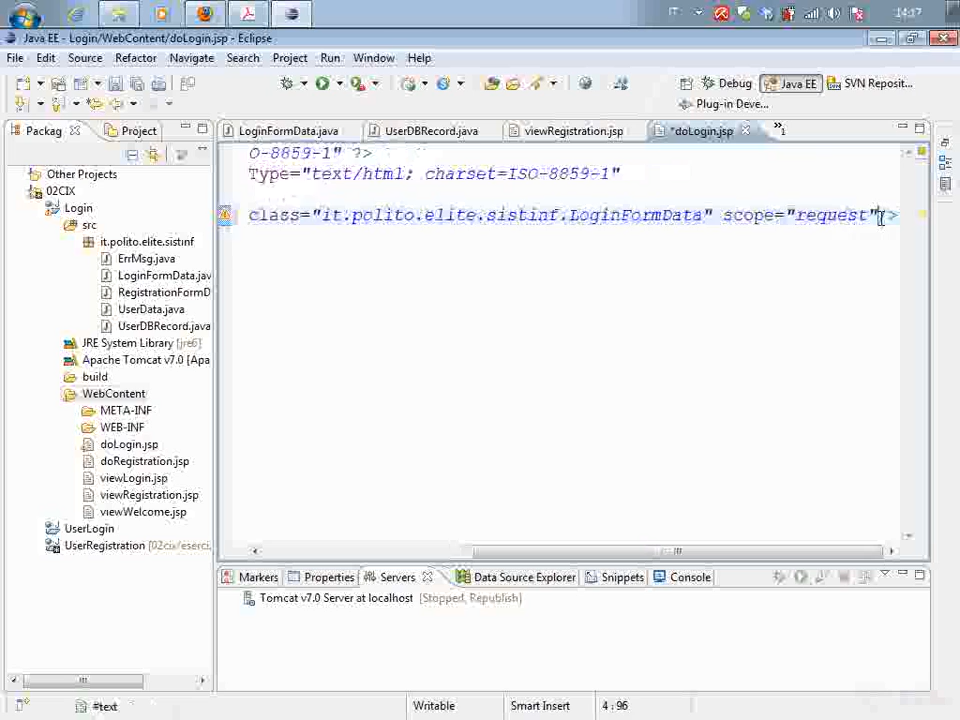 IT
14:17
Java EE - Login/WebContent/doLogin.jsp - Eclipse
File Edit Source Refactor Navigate Search Project Run Window Help
Debug Java EE SVN Reposit...
Plug-in Deve...
Packag Project
LoginFormData.java UserDBRecord.java viewRegistration.jsp *doLogin.jsp »1
Other Projects
02CIX
Login
src
it.polito.elite.sistinf
ErrMsg.java
LoginFormData.jav
RegistrationFormD
UserData.java
UserDBRecord.java
JRE System Library [jre6]
Apache Tomcat v7.0 [Apa
build
WebContent
META-INF
WEB-INF
doLogin.jsp
doRegistration.jsp
viewLogin.jsp
viewRegistration.jsp
viewWelcome.jsp
UserLogin
UserRegistration [02cix/eserci.
O-8859-1" ?>
Type="text/html; charset=ISO-8859-1"
class="it.polito.elite.sistinf.LoginFormData" scope="request">
Markers Properties Servers Data Source Explorer Snippets Console
Tomcat v7.0 Server at localhost [Stopped, Republish]
#text Writable Smart Insert 4 : 96